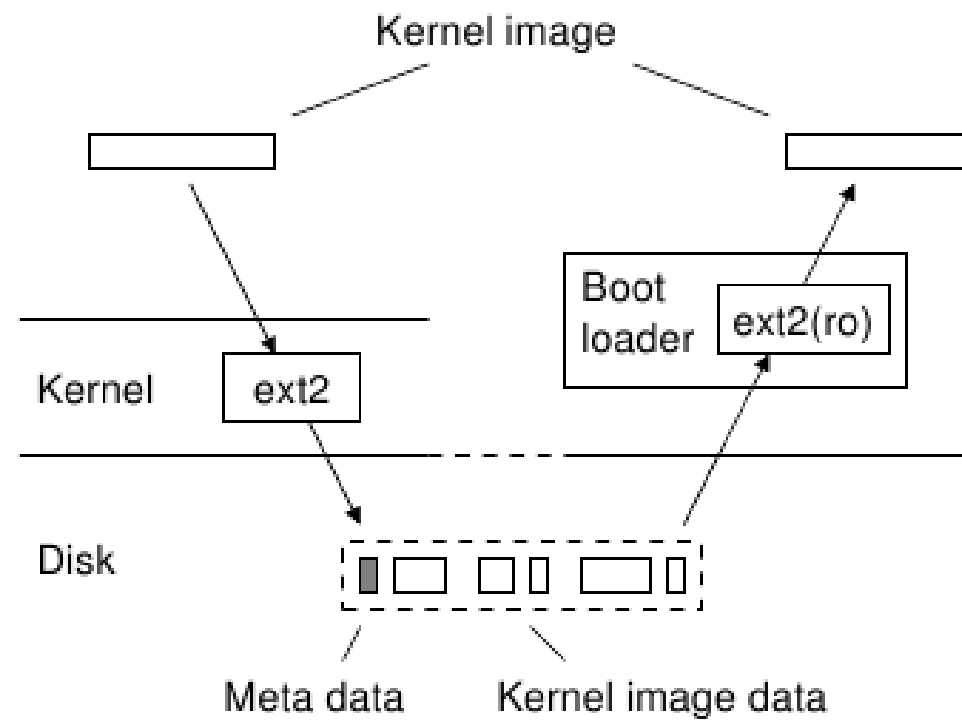 Kernel image
Boot
loader
ext2(ro)
Kernel
ext2
Disk
Meta data
Kernel image data